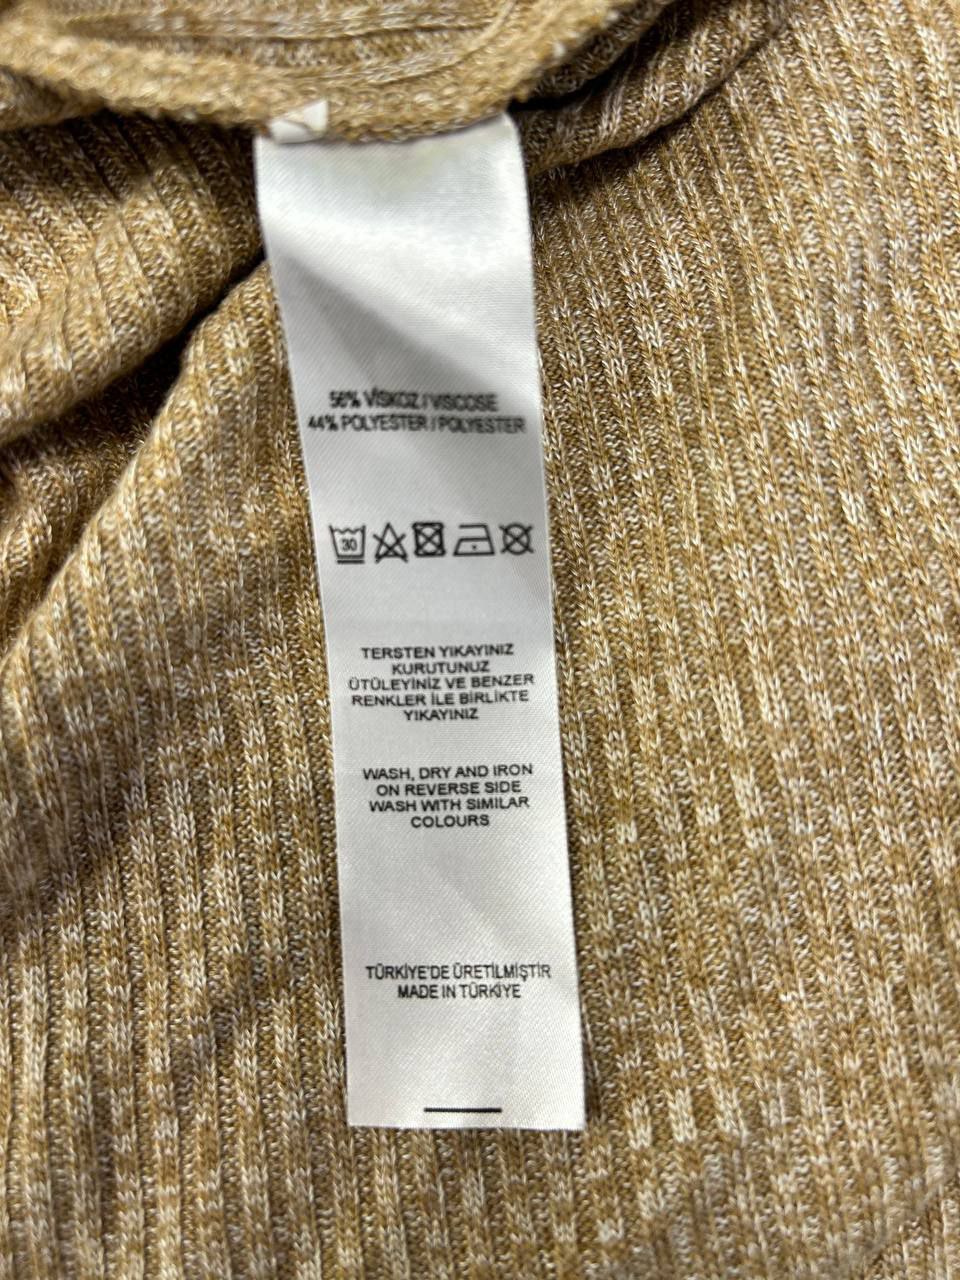 56% VİSKOZ / VISCOSE
44% POLYESTER / POLYESTER
30
TERSTEN YIKAYINIZ
KURUTUNUZ
ÜTÜLEYİNİZ VE BENZER
RENKLER İLE BİRLİKTE
YIKAYINIZ
WASH, DRY AND IRON
ON REVERSE SIDE
WASH WITH SIMILAR
COLOURS
TÜRKİYE'DE ÜRETİLMİŞTİR
MADE IN TÜRKİYE